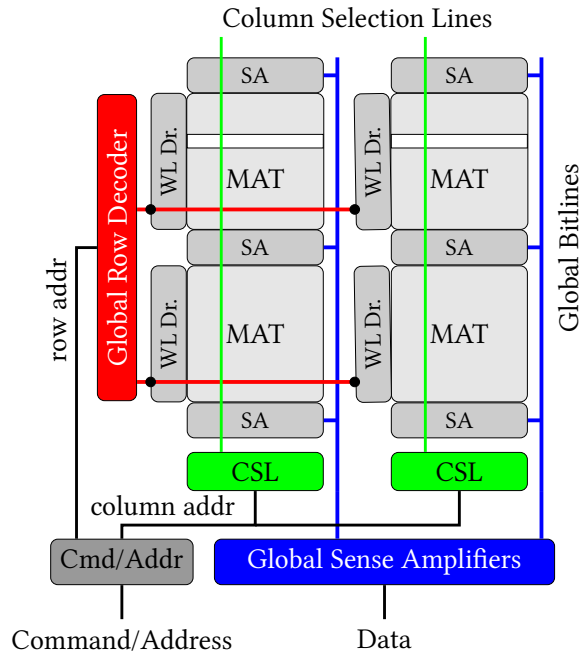 Column Selection Lines
SA
SA
WL Dr.
MAT
WL Dr.
MAT
Global Row Decoder
SA
SA
Global Bitlines
row addr
WL Dr.
MAT
WL Dr.
MAT
SA
SA
CSL
CSL
column addr
Cmd/Addr
Global Sense Amplifiers
Command/Address
Data